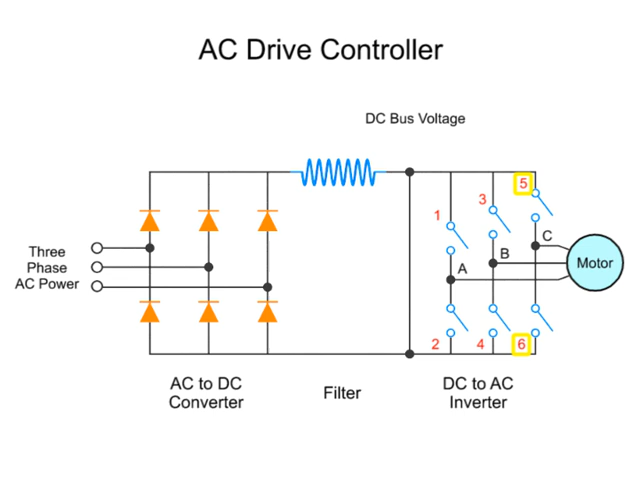 AC Drive Controller
DC Bus Voltage
5
3
1
C
B
A
Three
Phase
AC Power
Motor
2
4
6
AC to DC
Converter
Filter
DC to AC
Inverter